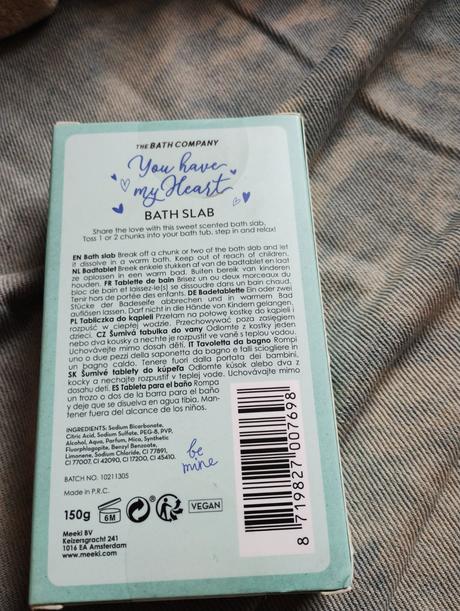 THE BATH COMPANY
You have
my Heart
BATH SLAB
Share the love with this sweet scented bath slab.
Toss 1 or 2 chunks into your bath tub, step in and relax!
EN Bath slab Break off a chunk or two of the bath slab and let
it dissolve in a warm bath. Keep out of reach of children.
NL Badtablet Breek enkele stukken af van de badtablet en laat
ze oplossen in een warm bad. Buiten bereik van kinderen
houden. FR Tablette de bain Brisez un ou deux morceaux du
bloc de bain et laissez-le(s) se dissoudre dans un bain chaud.
Tenir hors de portée des enfants. DE Badetablette Ein oder zwei
Stücke der Badeseife abbrechen und in warmem Bad
auflösen lassen. Darf nicht in die Hände von Kindern gelangen.
PL Tabliczka do kąpieli Przełam na połowę kostkę do kąpieli i
rozpuść w ciepłej wodzie. Przechowywać poza zasięgiem
dzieci. CZ Šumivá tabulka do vany Odlomte z kostky jeden
nebo dva kousky a nechte je rozpustit ve vaně s teplou vodou.
Uchovávejte mimo dosah dětí. IT Tavoletta da bagno Rompi
uno o due pezzi della saponetta da bagno e falli sciogliere in
un bagno caldo. Tenere fuori dalla portata dei bambini.
SK Šumivé tablety do kúpeľa Odlomte kúsok alebo dva z
kocky a nechajte rozpustiť v teplej vode. Uchovávajte mimo
dosahu detí. ES Tableta para el baño Rompa
un trozo o dos de la barra para el baño
y deje que se disuelva en agua tibia. Man-
tener fuera del alcance de los niños.
INGREDIENTS: Sodium Bicarbonate,
Citric Acid, Sodium Sulfate, PEG-8, PVP,
Alcohol, Aqua, Parfum, Mica, Synthetic
Fluorphlogopite, Benzyl Benzoate,
Limonene, Sodium Chloride, CI 77891,
CI 77007, CI 42090, CI 17200, CI 45410.
be
mine
BATCH NO. 10211305
Made in P.R.C.
150g
6M
VEGAN
Meeki BV
Keizersgracht 241
1016 EA Amsterdam
www.meeki.com
8 719827 007698